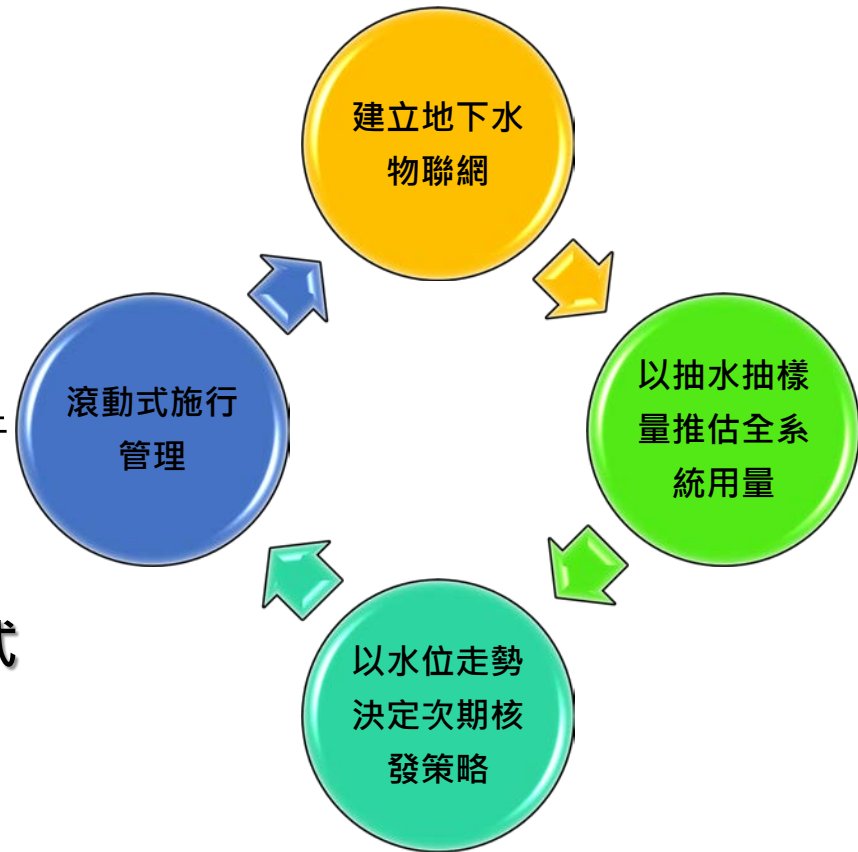 建立地下水
物聯網
以抽水抽樣
量推估全系
統用量
以水位走勢
決定次期核
發策略
滾動式施行
管理
式